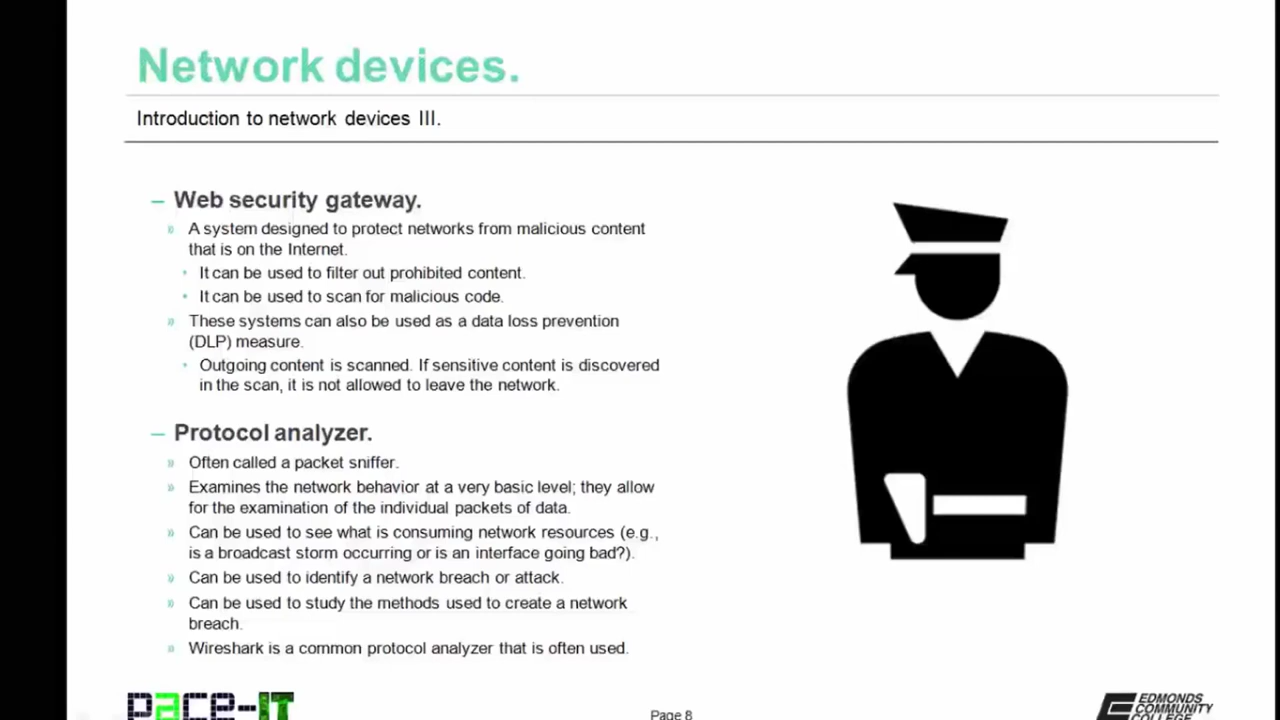 Network devices.
Introduction to network devices III.
– Web security gateway.
» A system designed to protect networks from malicious content
that is on the Internet.
• It can be used to filter out prohibited content.
• It can be used to scan for malicious code.
» These systems can also be used as a data loss prevention
(DLP) measure.
• Outgoing content is scanned. If sensitive content is discovered
in the scan, it is not allowed to leave the network.
– Protocol analyzer.
» Often called a packet sniffer.
» Examines the network behavior at a very basic level; they allow
for the examination of the individual packets of data.
» Can be used to see what is consuming network resources (e.g.,
is a broadcast storm occurring or is an interface going bad?).
» Can be used to identify a network breach or attack.
» Can be used to study the methods used to create a network
breach.
» Wireshark is a common protocol analyzer that is often used.
pace-IT
Page 8
EDMONDS
COMMUNITY
COLLEGE